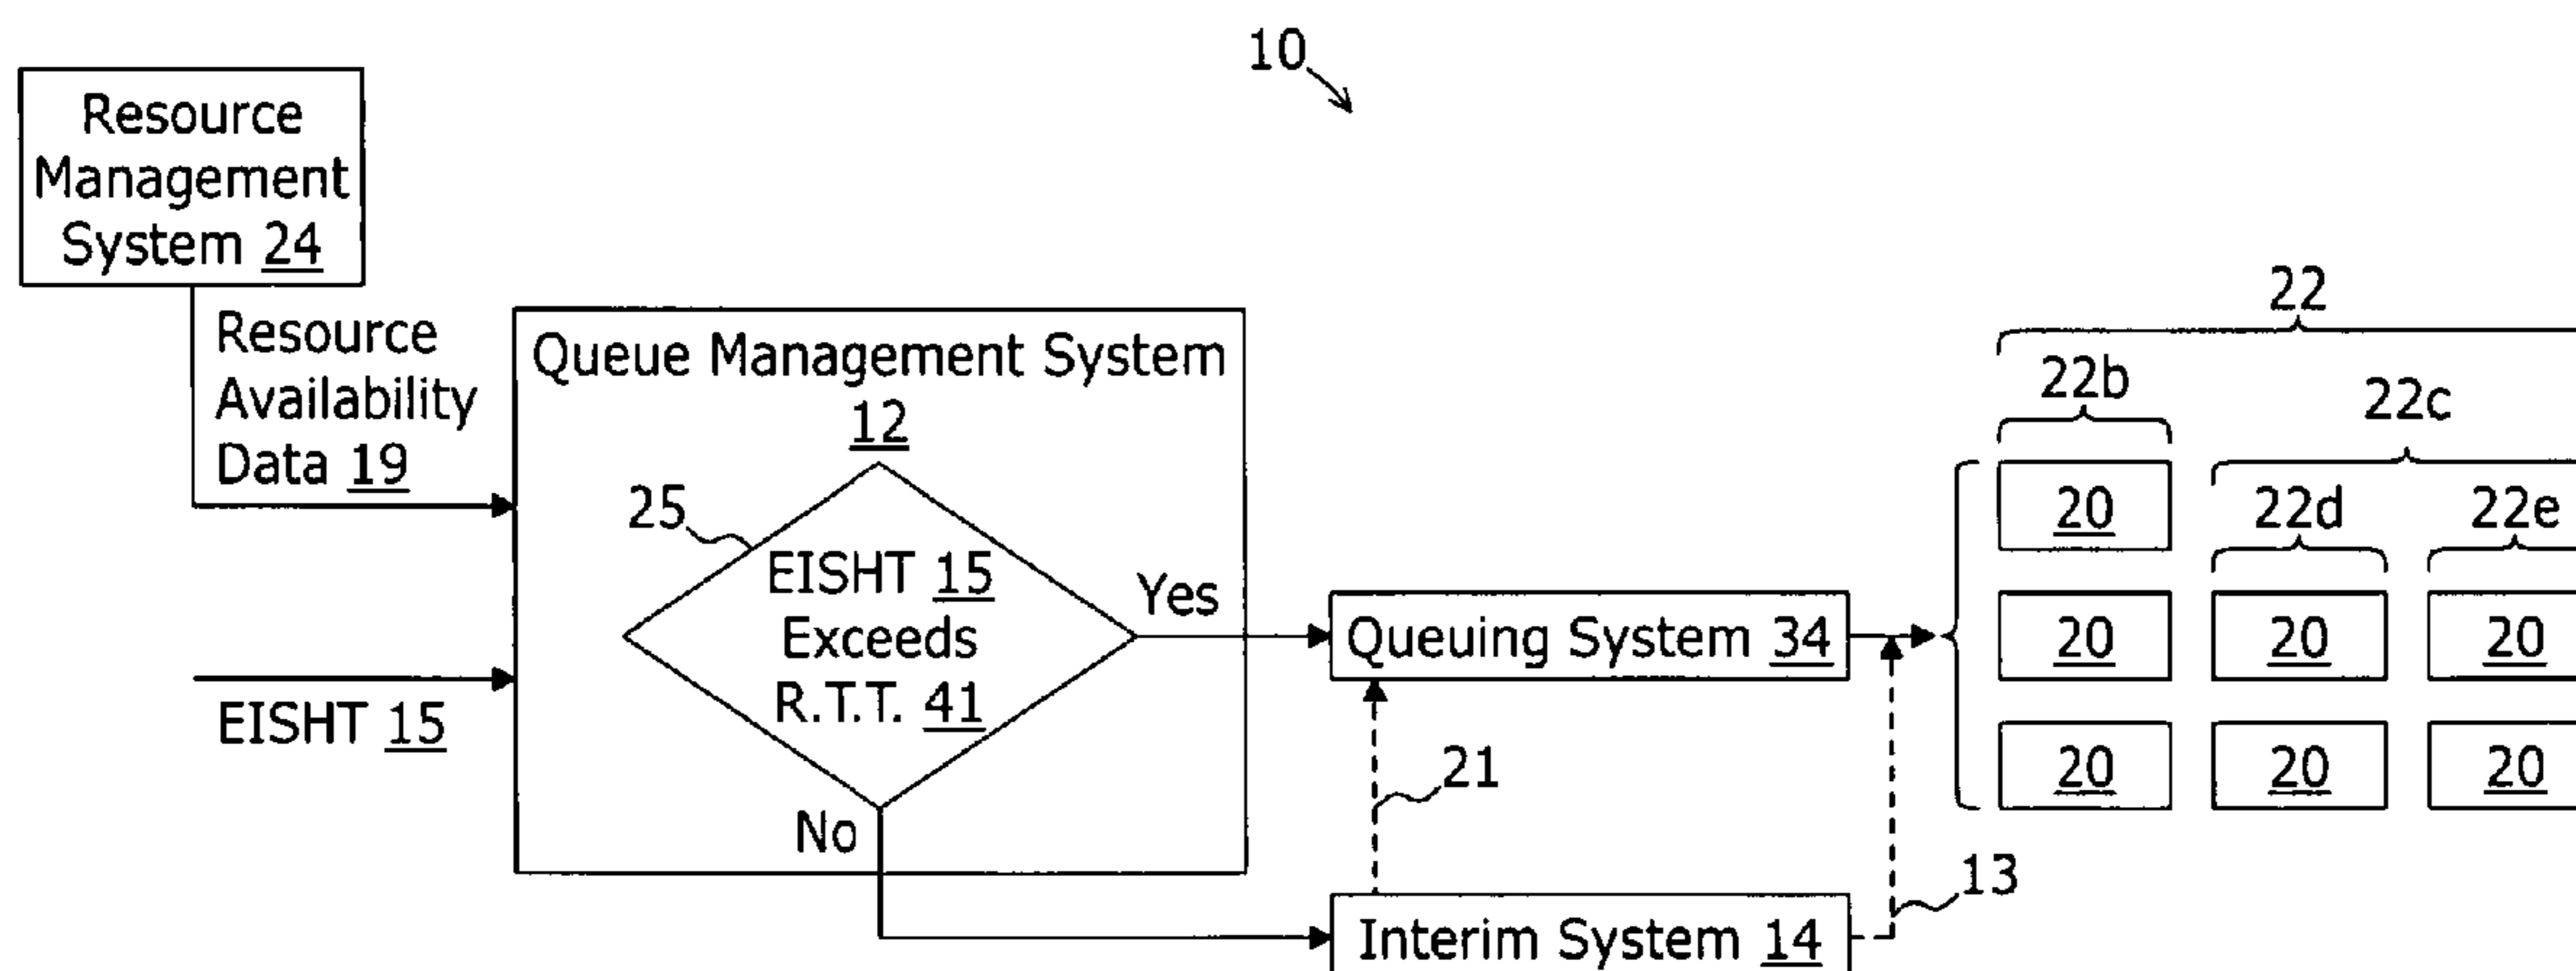 10
Resource
Management
System 24
Resource
Availability
Data 19
EISHT 15
Queue Management System
12
25
EISHT 15
Exceeds
R.T.T. 41
Yes
No
Queuing System 34
21
Interim System 14
13
22
22b
22c
22d
22e
20
20 20 20
20 20 20